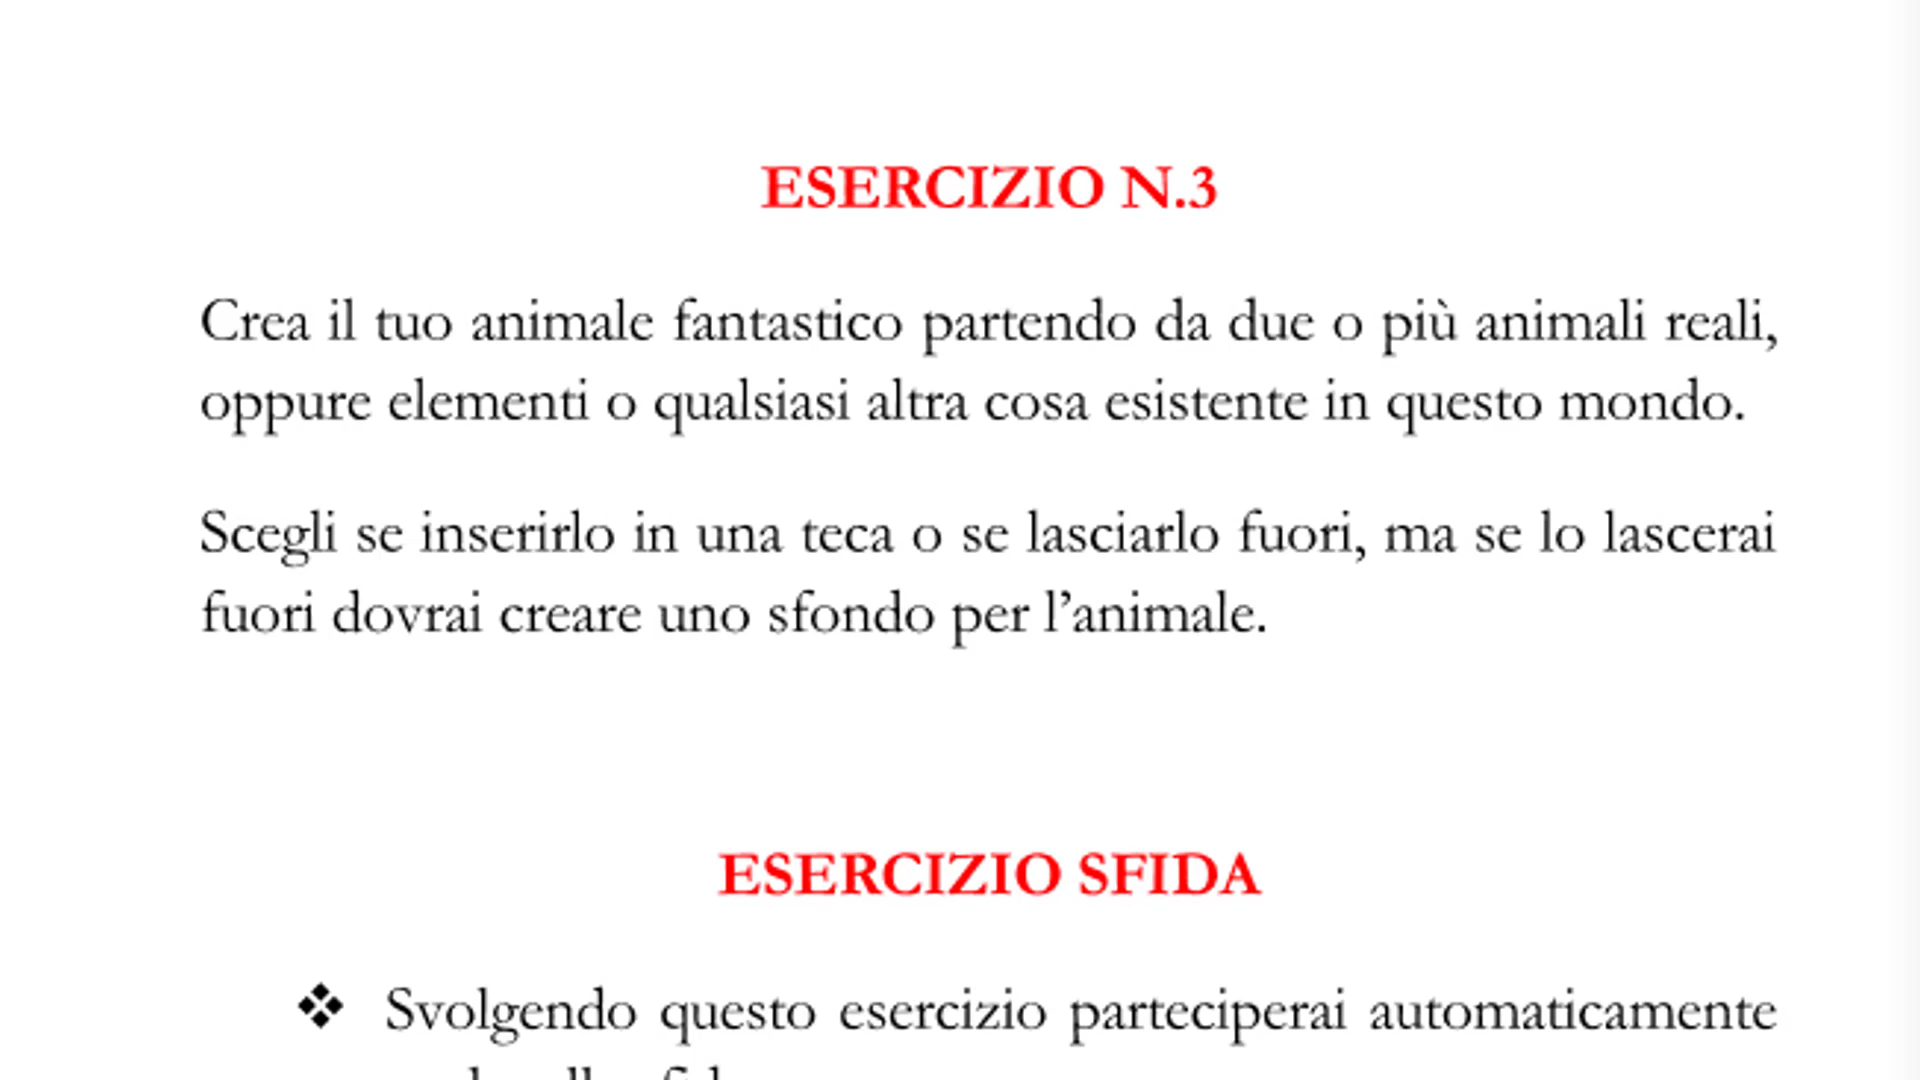 ESERCIZIO N.3
Crea il tuo animale fantastico partendo da due o più animali reali,
oppure elementi o qualsiasi altra cosa esistente in questo mondo.
Scegli se inserirlo in una teca o se lasciarlo fuori, ma se lo lascerai
fuori dovrai creare uno sfondo per l’animale.
ESERCIZIO SFIDA
❖ Svolgendo questo esercizio parteciperai automaticamente